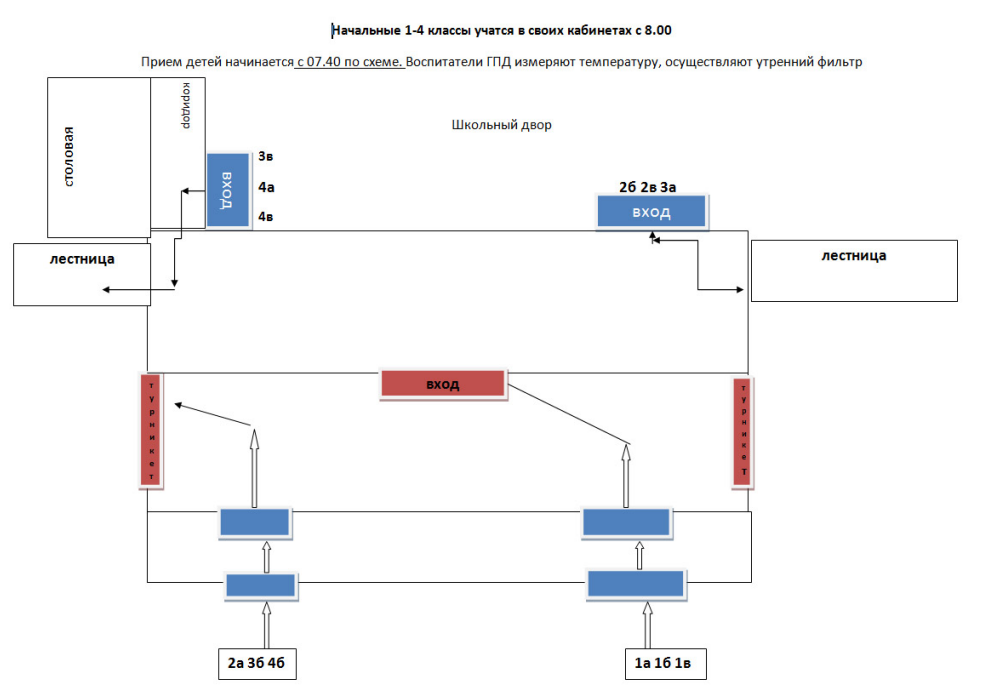 Начальные 1-4 классы учатся в своих кабинетах с 8.00
Прием детей начинается с 07.40 по схеме. Воспитатели ГПД измеряют температуру, осуществляют утренний фильтр
столовая
коридор
Школьный двор
вход
3в
4а
4в
2б 2в 3а
вход
лестница
лестница
турникет
вход
турникет
2а 3б 4б
1а 1б 1в